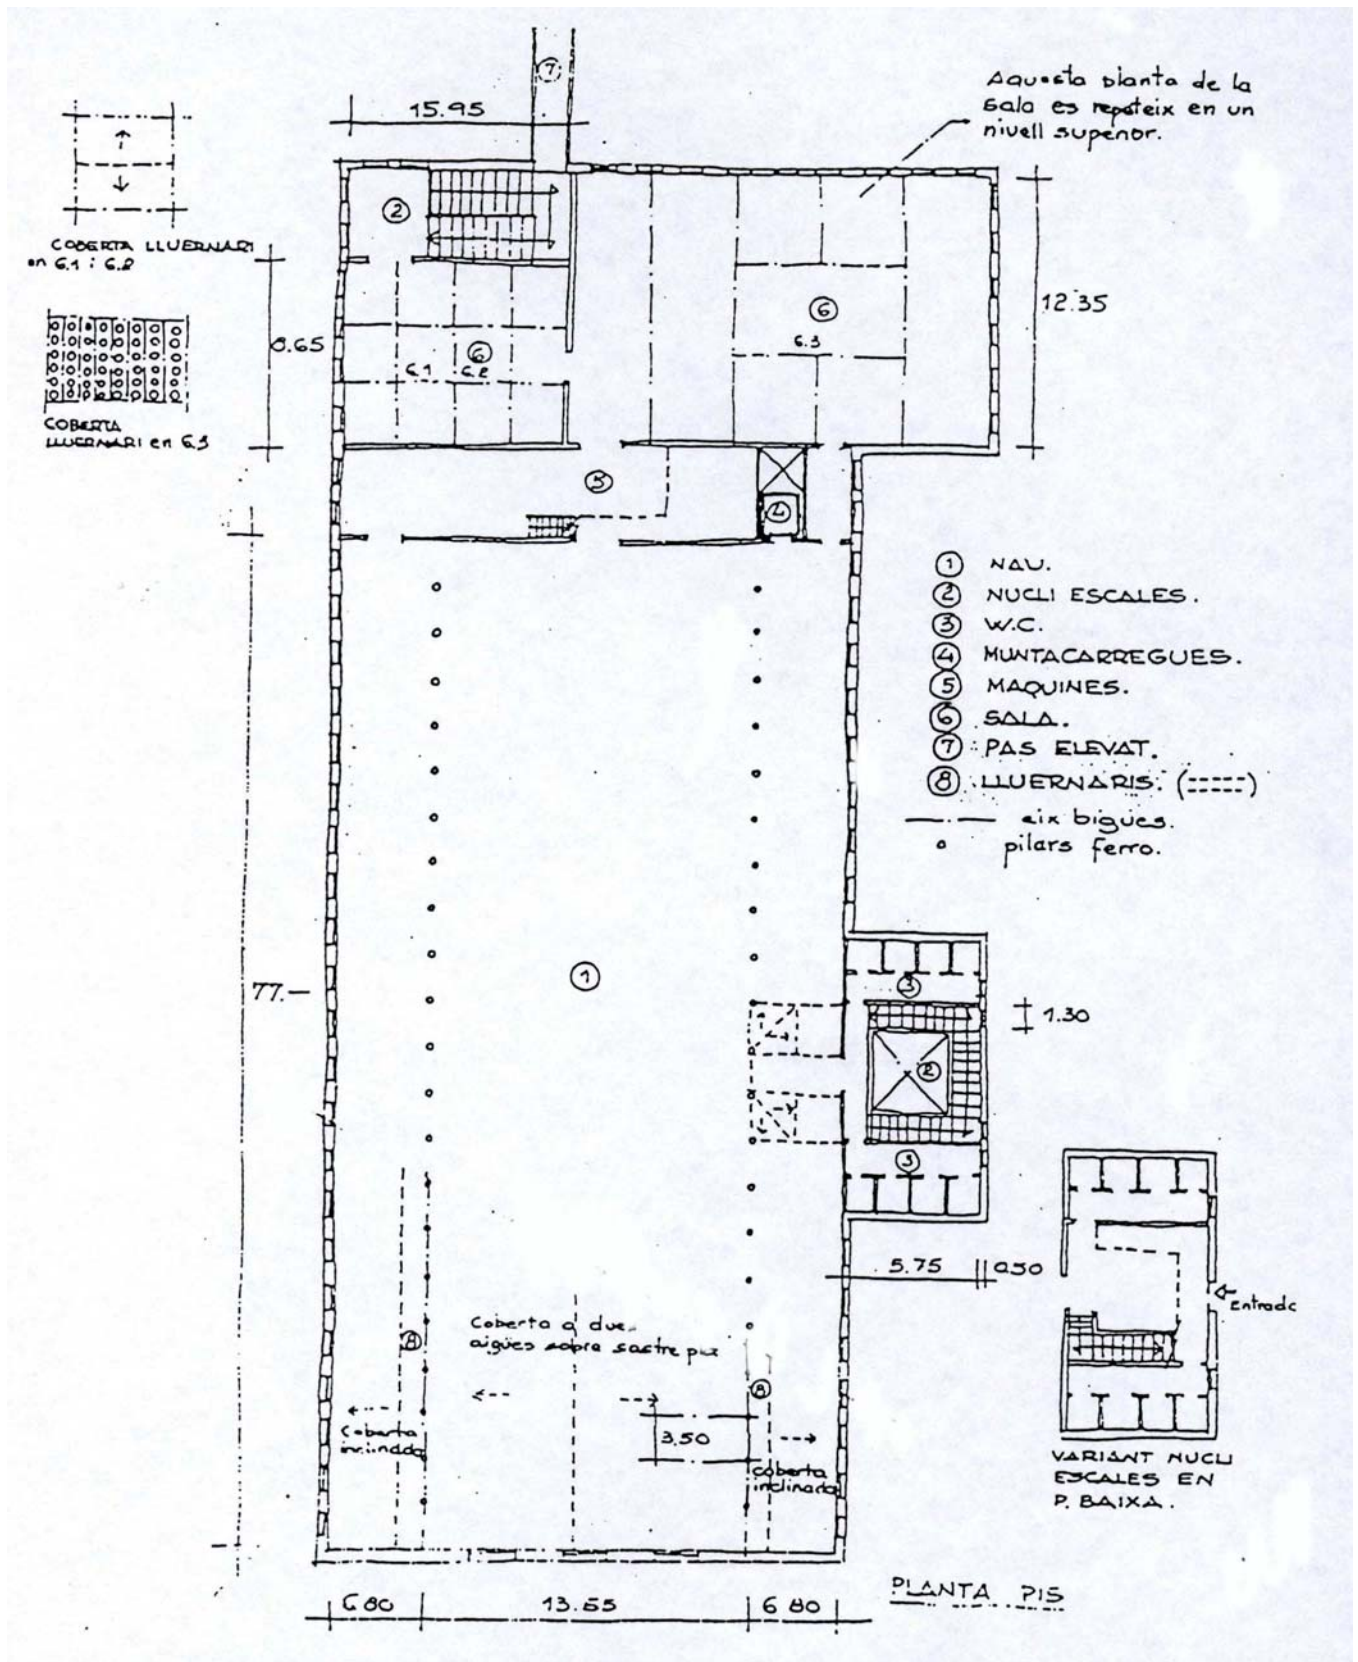 7
15.95
Aquesta planta de la
sala es repeteix en un
nivell superior.
2
COBERTA LLUERNARI
en 6.1 i 6.2
12.35
6
6.3
8.65
6
6.1 6.2
COBERTA
LLUERNARI en 6.3
5
4
1 NAU.
2 NUCLI ESCALES.
3 W.C.
4 MUNTACARREGUES.
5 MAQUINES.
6 SALA.
7 PAS ELEVAT.
8 LLUERNARIS. (-----)
eix bigues.
pilars ferro.
1
77.—
3
1.30
2
3
5.75 0.50
Entrada
Coberta a dues
aigües sobre sostre pla
8
8
3.50
Coberta
inclinada
coberta
inclinada
VARIANT NUCLI
ESCALES EN
P. BAIXA.
PLANTA PIS
6.80 13.55 6.80